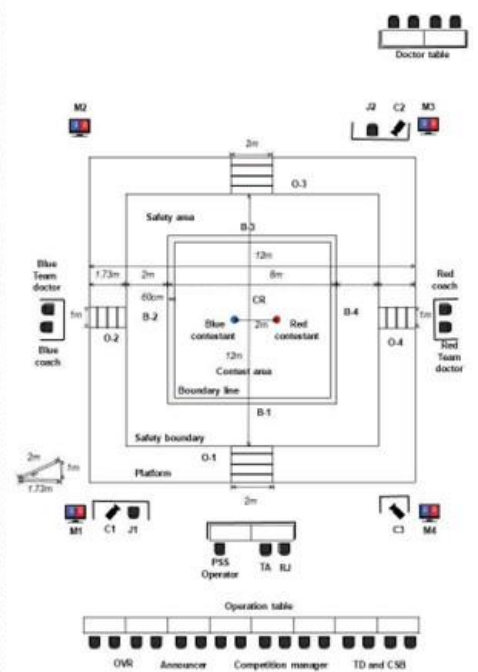 Doctor table
M2
J2 C2 M3
2m
O-3
Safety area
B-3
12m
Blue
Team
doctor
1.73m
2m
8m
Red
coach
60cm
CR
1m
B-2
B-4
1m
Blue
contestant
2m
Red
contestant
O-2
O-4
Blue
coach
Red
Team
doctor
12m
Contest area
Boundary line
B-1
Safety boundary
O-1
2m
1m
1.73m
Platform
2m
M1
C1
J1
C3
M4
PSS
Operator
TA
RJ
Operation table
OVR
Announcer
Competition manager
TD and CSB